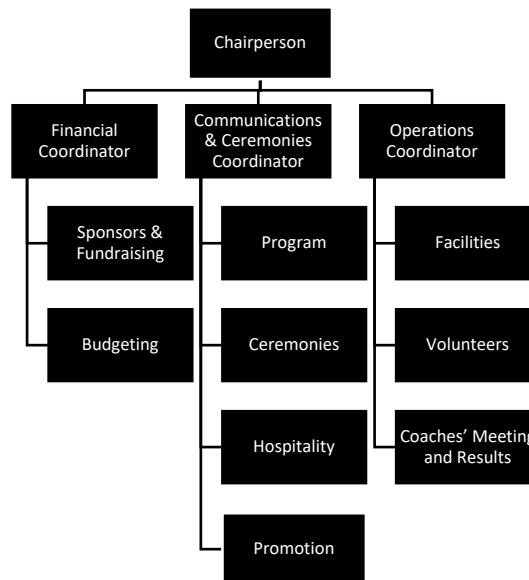 Chairperson
Financial
Coordinator
Communications
& Ceremonies
Coordinator
Operations
Coordinator
Sponsors &
Fundraising
Budgeting
Program
Ceremonies
Hospitality
Promotion
Facilities
Volunteers
Coaches’ Meeting
and Results